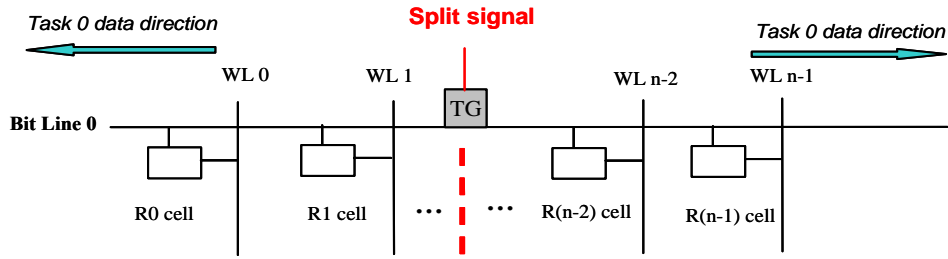 Split signal
Task 0 data direction
Task 0 data direction
WL 0
WL 1
WL n-2
WL n-1
TG
Bit Line 0
R0 cell
R1 cell
...
...
R(n-2) cell
R(n-1) cell